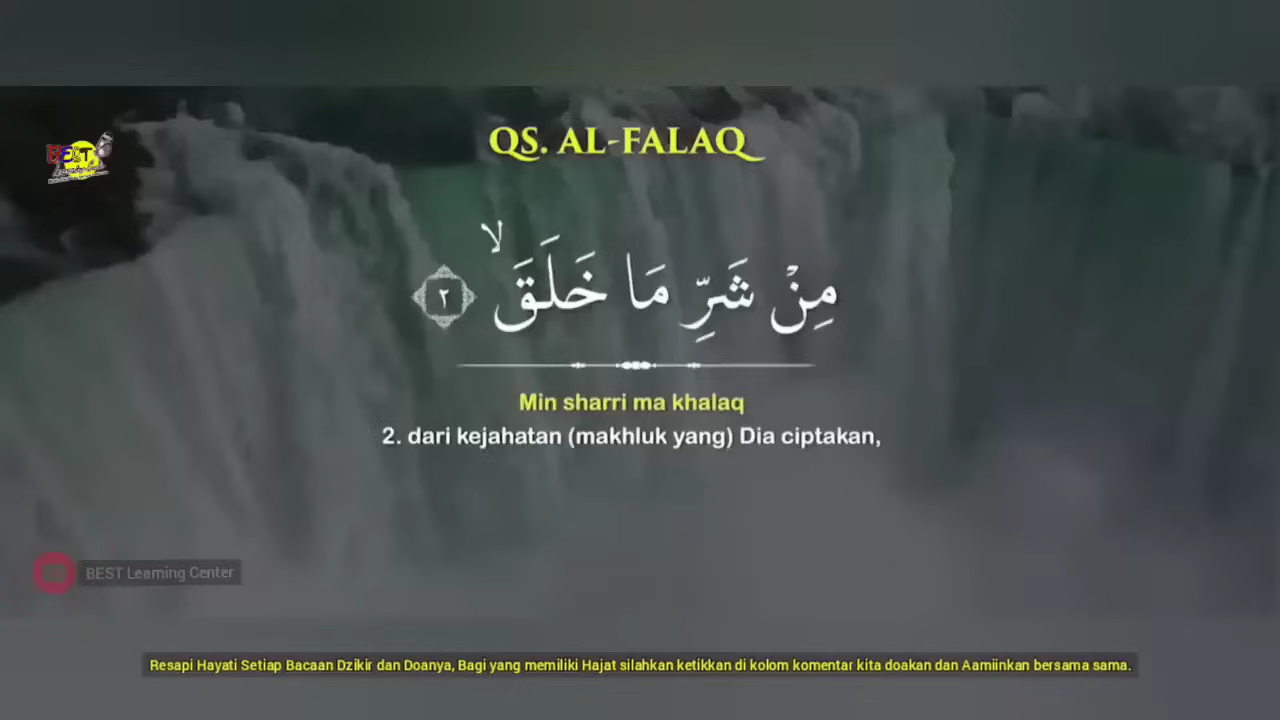 BEST
QS. AL-FALAQ
مِنْ شَرِّ مَا خَلَقَ ۙ ٢
Min sharri ma khalaq
2. dari kejahatan (makhluk yang) Dia ciptakan,
BEST Learning Center
Resapi Hayati Setiap Bacaan Dzikir dan Doanya, Bagi yang memiliki Hajat silahkan ketikkan di kolom komentar kita doakan dan Aamiinkan bersama sama.